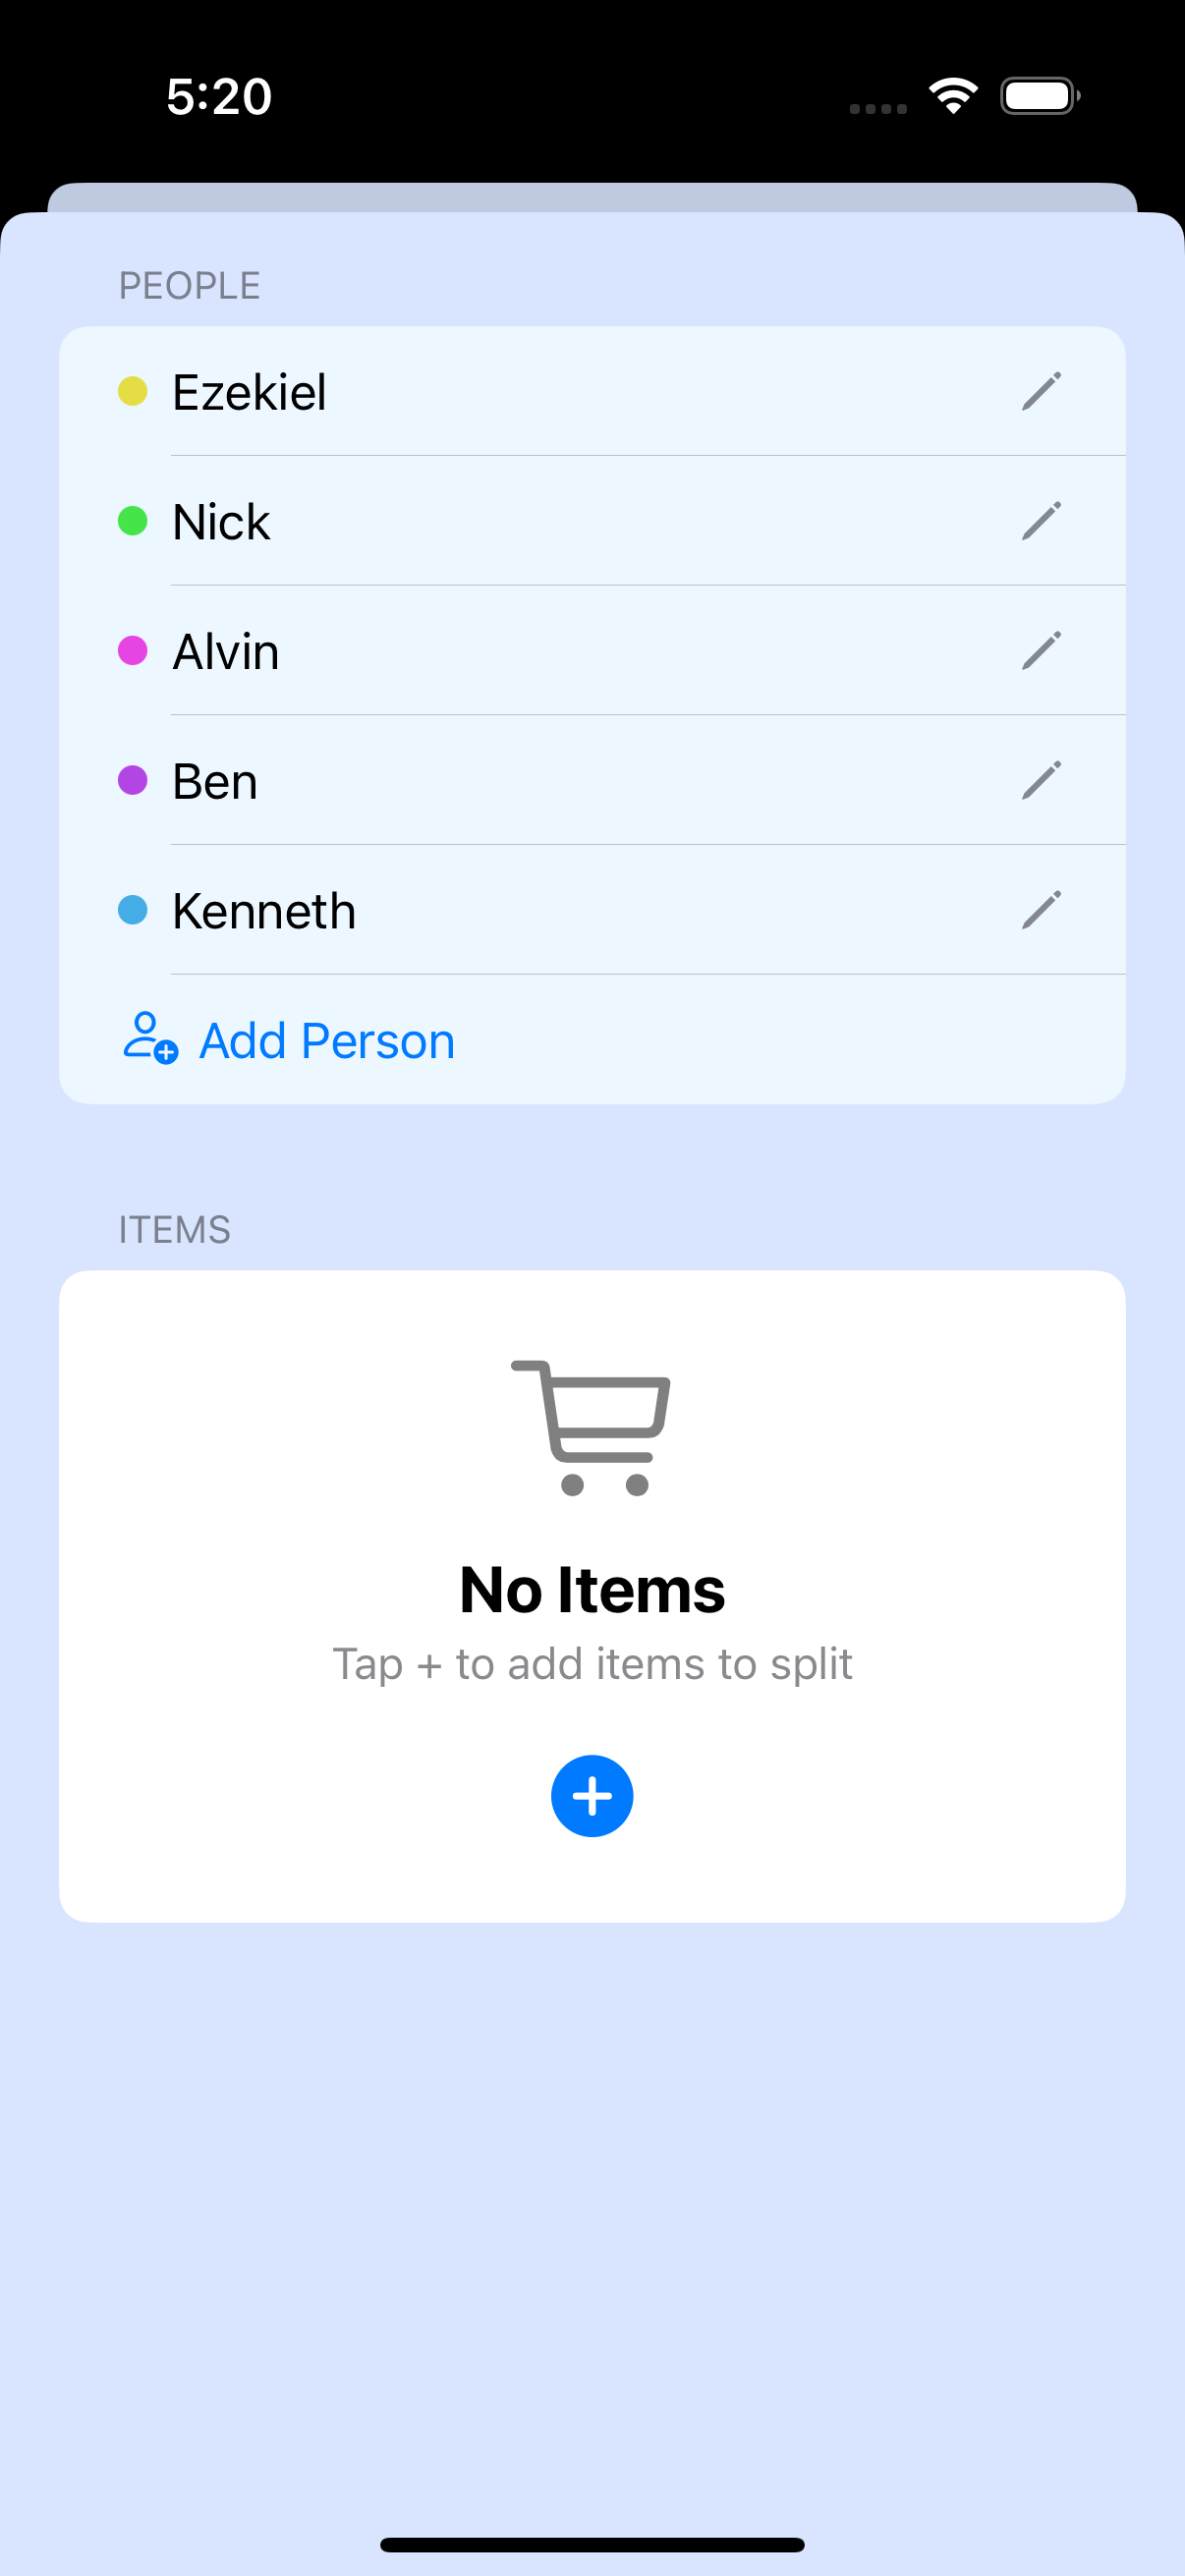 5:20
PEOPLE
Ezekiel
Nick
Alvin
Ben
Kenneth
Add Person
ITEMS
No Items
Tap + to add items to split